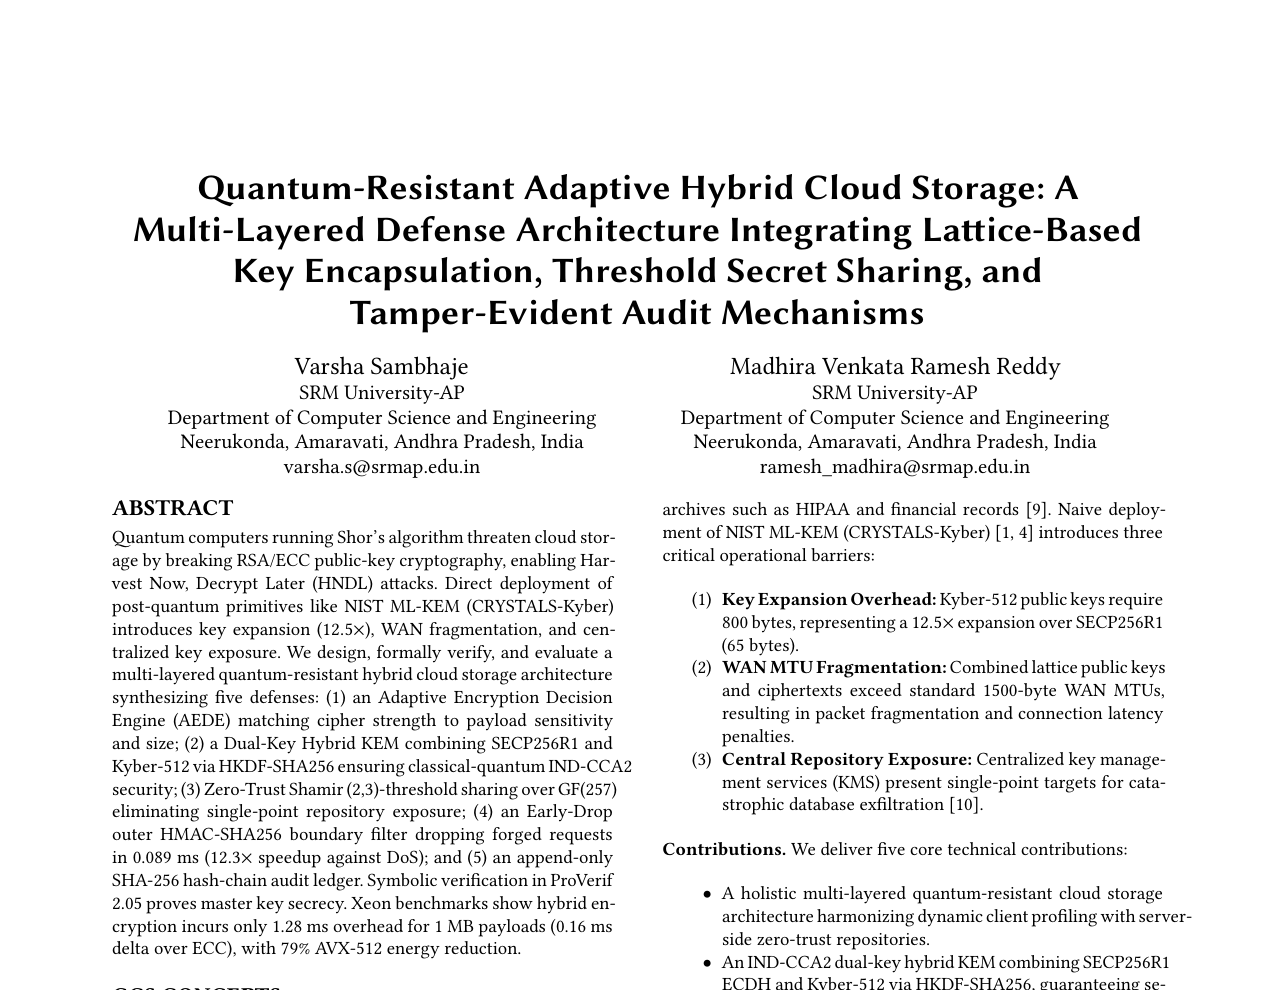 Quantum-Resistant Adaptive Hybrid Cloud Storage: A
Multi-Layered Defense Architecture Integrating Lattice-Based
Key Encapsulation, Threshold Secret Sharing, and
Tamper-Evident Audit Mechanisms
Varsha Sambhaje
SRM University-AP
Department of Computer Science and Engineering
Neerukonda, Amaravati, Andhra Pradesh, India
varsha.s@srmap.edu.in
Madhira Venkata Ramesh Reddy
SRM University-AP
Department of Computer Science and Engineering
Neerukonda, Amaravati, Andhra Pradesh, India
ramesh_madhira@srmap.edu.in
ABSTRACT
Quantum computers running Shor's algorithm threaten cloud stor-
age by breaking RSA/ECC public-key cryptography, enabling Har-
vest Now, Decrypt Later (HNDL) attacks. Direct deployment of
post-quantum primitives like NIST ML-KEM (CRYSTALS-Kyber)
introduces key expansion (12.5×), WAN fragmentation, and cen-
tralized key exposure. We design, formally verify, and evaluate a
multi-layered quantum-resistant hybrid cloud storage architecture
synthesizing five defenses: (1) an Adaptive Encryption Decision
Engine (AEDE) matching cipher strength to payload sensitivity
and size; (2) a Dual-Key Hybrid KEM combining SECP256R1 and
Kyber-512 via HKDF-SHA256 ensuring classical-quantum IND-CCA2
security; (3) Zero-Trust Shamir (2,3)-threshold sharing over GF(257)
eliminating single-point repository exposure; (4) an Early-Drop
outer HMAC-SHA256 boundary filter dropping forged requests
in 0.089 ms (12.3× speedup against DoS); and (5) an append-only
SHA-256 hash-chain audit ledger. Symbolic verification in ProVerif
2.05 proves master key secrecy. Xeon benchmarks show hybrid en-
cryption incurs only 1.28 ms overhead for 1 MB payloads (0.16 ms
delta over ECC), with 79% AVX-512 energy reduction.
CCS CONCEPTS
archives such as HIPAA and financial records [9]. Naive deploy-
ment of NIST ML-KEM (CRYSTALS-Kyber) [1, 4] introduces three
critical operational barriers:
(1) Key Expansion Overhead: Kyber-512 public keys require
800 bytes, representing a 12.5× expansion over SECP256R1
(65 bytes).
(2) WAN MTU Fragmentation: Combined lattice public keys
and ciphertexts exceed standard 1500-byte WAN MTUs,
resulting in packet fragmentation and connection latency
penalties.
(3) Central Repository Exposure: Centralized key manage-
ment services (KMS) present single-point targets for cata-
strophic database exfiltration [10].
Contributions. We deliver five core technical contributions:
• A holistic multi-layered quantum-resistant cloud storage
architecture harmonizing dynamic client profiling with server-
side zero-trust repositories.
• An IND-CCA2 dual-key hybrid KEM combining SECP256R1
ECDH and Kyber-512 via HKDF-SHA256, guaranteeing se-